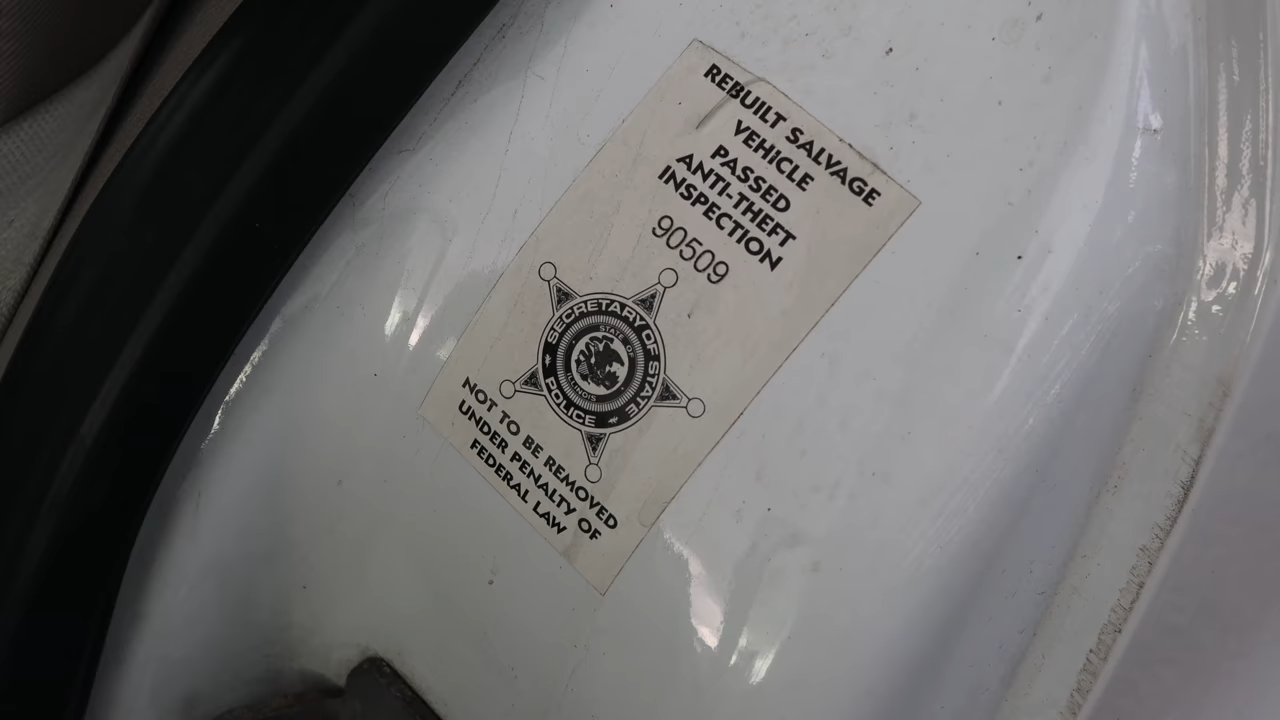 REBUILT SALVAGE
VEHICLE
PASSED
ANTI-THEFT
INSPECTION
90509
SECRETARY OF STATE
STATE OF
ILLINOIS
POLICE
NOT TO BE REMOVED
UNDER PENALTY OF
FEDERAL LAW